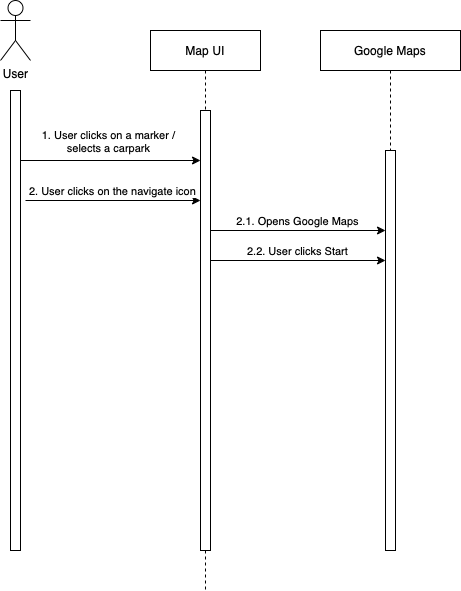 User
Map UI
Google Maps
1. User clicks on a marker /
selects a carpark
2. User clicks on the navigate icon
2.1. Opens Google Maps
2.2. User clicks Start